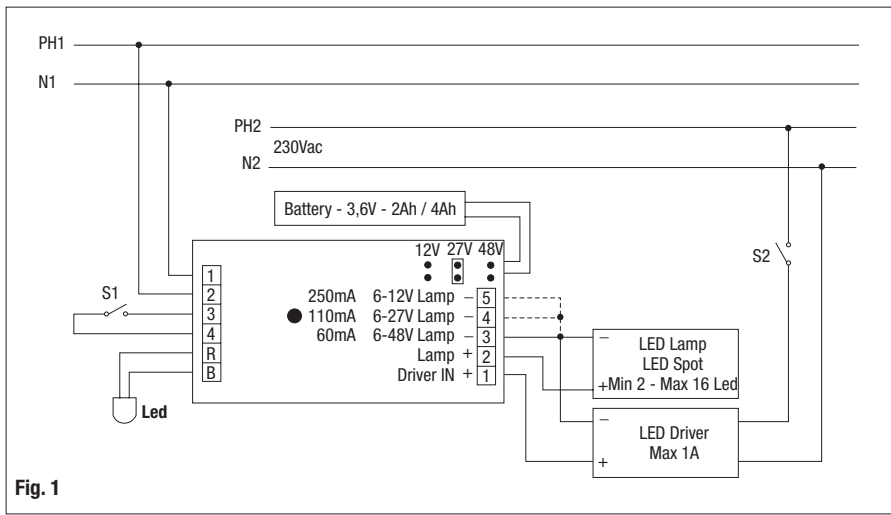 PH1
N1
PH2
230Vac
N2
Battery - 3,6V - 2Ah / 4Ah
12V 27V 48V
S2
1
2
3
4
R
B
S1
250mA 6-12V Lamp – 5
110mA 6-27V Lamp – 4
60mA 6-48V Lamp – 3
Lamp + 2
Driver IN + 1
Led
– LED Lamp
LED Spot
+Min 2 - Max 16 Led
– LED Driver
+ Max 1A
Fig. 1